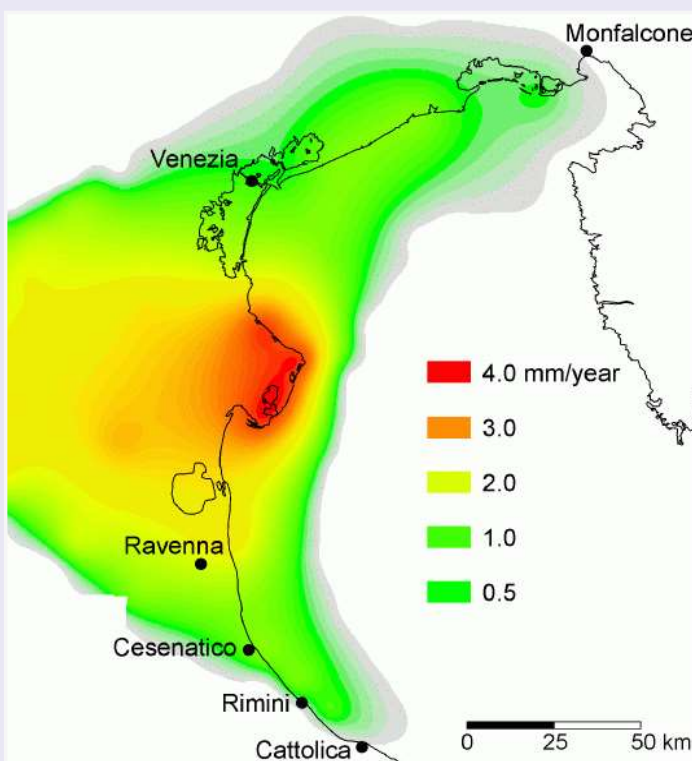 Monfalcone
Venezia
4.0 mm/year
3.0
2.0
1.0
0.5
Ravenna
Cesenatico
Rimini
Cattolica
0 25 50 km